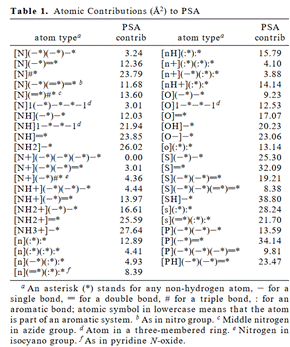 Table 1. Atomic Contributions (Å²) to PSA
atom typeᵃ PSA contrib atom typeᵃ PSA contrib
[N](−*)(−*)−* 3.24 [nH](:*):* 15.79
[N](−*)=* 12.36 [n+](:*)(:*):* 4.10
[N]#* 23.79 [n+](−*)(:*):* 3.88
[N](−*)(=*)=* ᵇ 11.68 [nH+](:*):* 14.14
[N](=*)#* ᶜ 13.60 [O](−*)−* 9.23
[N]1(−*)−*−*−1ᵈ 3.01 [O]1−*−*−1ᵈ 12.53
[NH](−*)−* 12.03 [O]=* 17.07
[NH]1−*−*−1ᵈ 21.94 [OH]−* 20.23
[NH]=* 23.85 [O−]−* 23.06
[NH2]−* 26.02 [o](:*):* 13.14
[N+](−*)(−*)(−*)−* 0.00 [S](−*)−* 25.30
[N+](−*)(−*)=* 3.01 [S]=* 32.09
[N+](−*)#* ᵉ 4.36 [S](−*)(−*)=* 19.21
[NH+](−*)(−*)−* 4.44 [S](−*)(−*)(=*)=* 8.38
[NH+](−*)=* 13.97 [SH]−* 38.80
[NH2+](−*)−* 16.61 [s](:*):* 28.24
[NH2+]=* 25.59 [s](=*)(:*):* 21.70
[NH3+]−* 27.64 [P](−*)(−*)−* 13.59
[n](:*):* 12.89 [P](−*)=* 34.14
[n](:*)(:*):* 4.41 [P](−*)(−*)(−*)=* 9.81
[n](−*)(:*):* 4.93 [PH](−*)(−*)=* 23.47
[n](=*)(:*):* ᶠ 8.39
ᵃ An asterisk (*) stands for any non-hydrogen atom, − for a
single bond, = for a double bond, # for a triple bond, : for an
aromatic bond; atomic symbol in lowercase means that the atom
is part of an aromatic system. ᵇ As in nitro group. ᶜ Middle nitrogen
in azide group. ᵈ Atom in a three-membered ring. ᵉ Nitrogen in
isocyano group. ᶠ As in pyridine N-oxide.